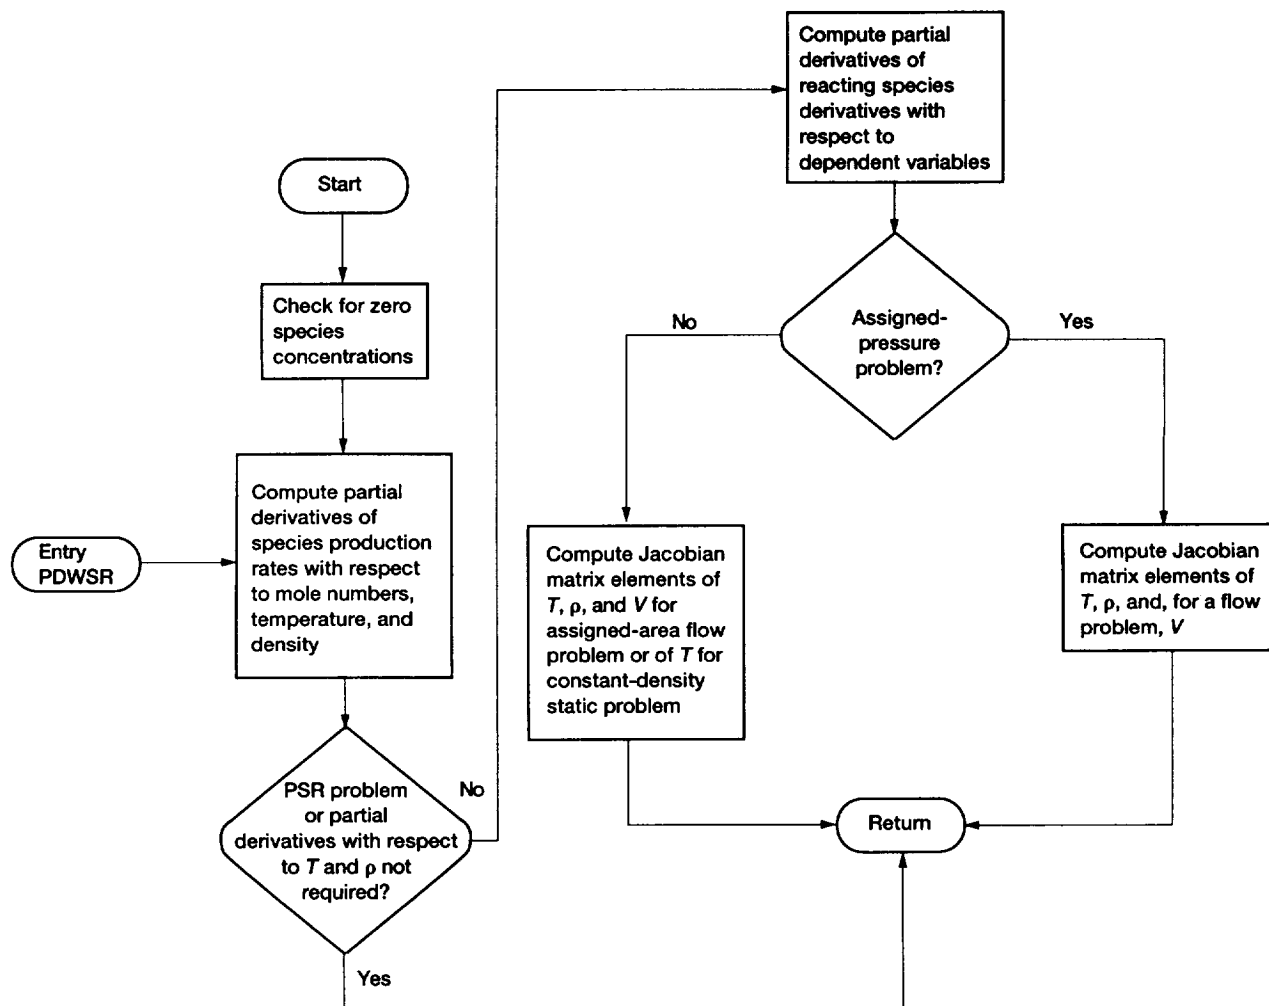 Start
Check for zero
species
concentrations
Entry
PDWSR
Compute partial
derivatives of
species production
rates with respect
to mole numbers,
temperature, and
density
PSR problem
or partial
derivatives with respect
to T and ρ not
required?
No
Yes
Compute partial
derivatives of
reacting species
derivatives with
respect to
dependent variables
Assigned-
pressure
problem?
No
Yes
Compute Jacobian
matrix elements of
T, ρ, and V for
assigned-area flow
problem or of T for
constant-density
static problem
Compute Jacobian
matrix elements of
T, ρ, and, for a flow
problem, V
Return